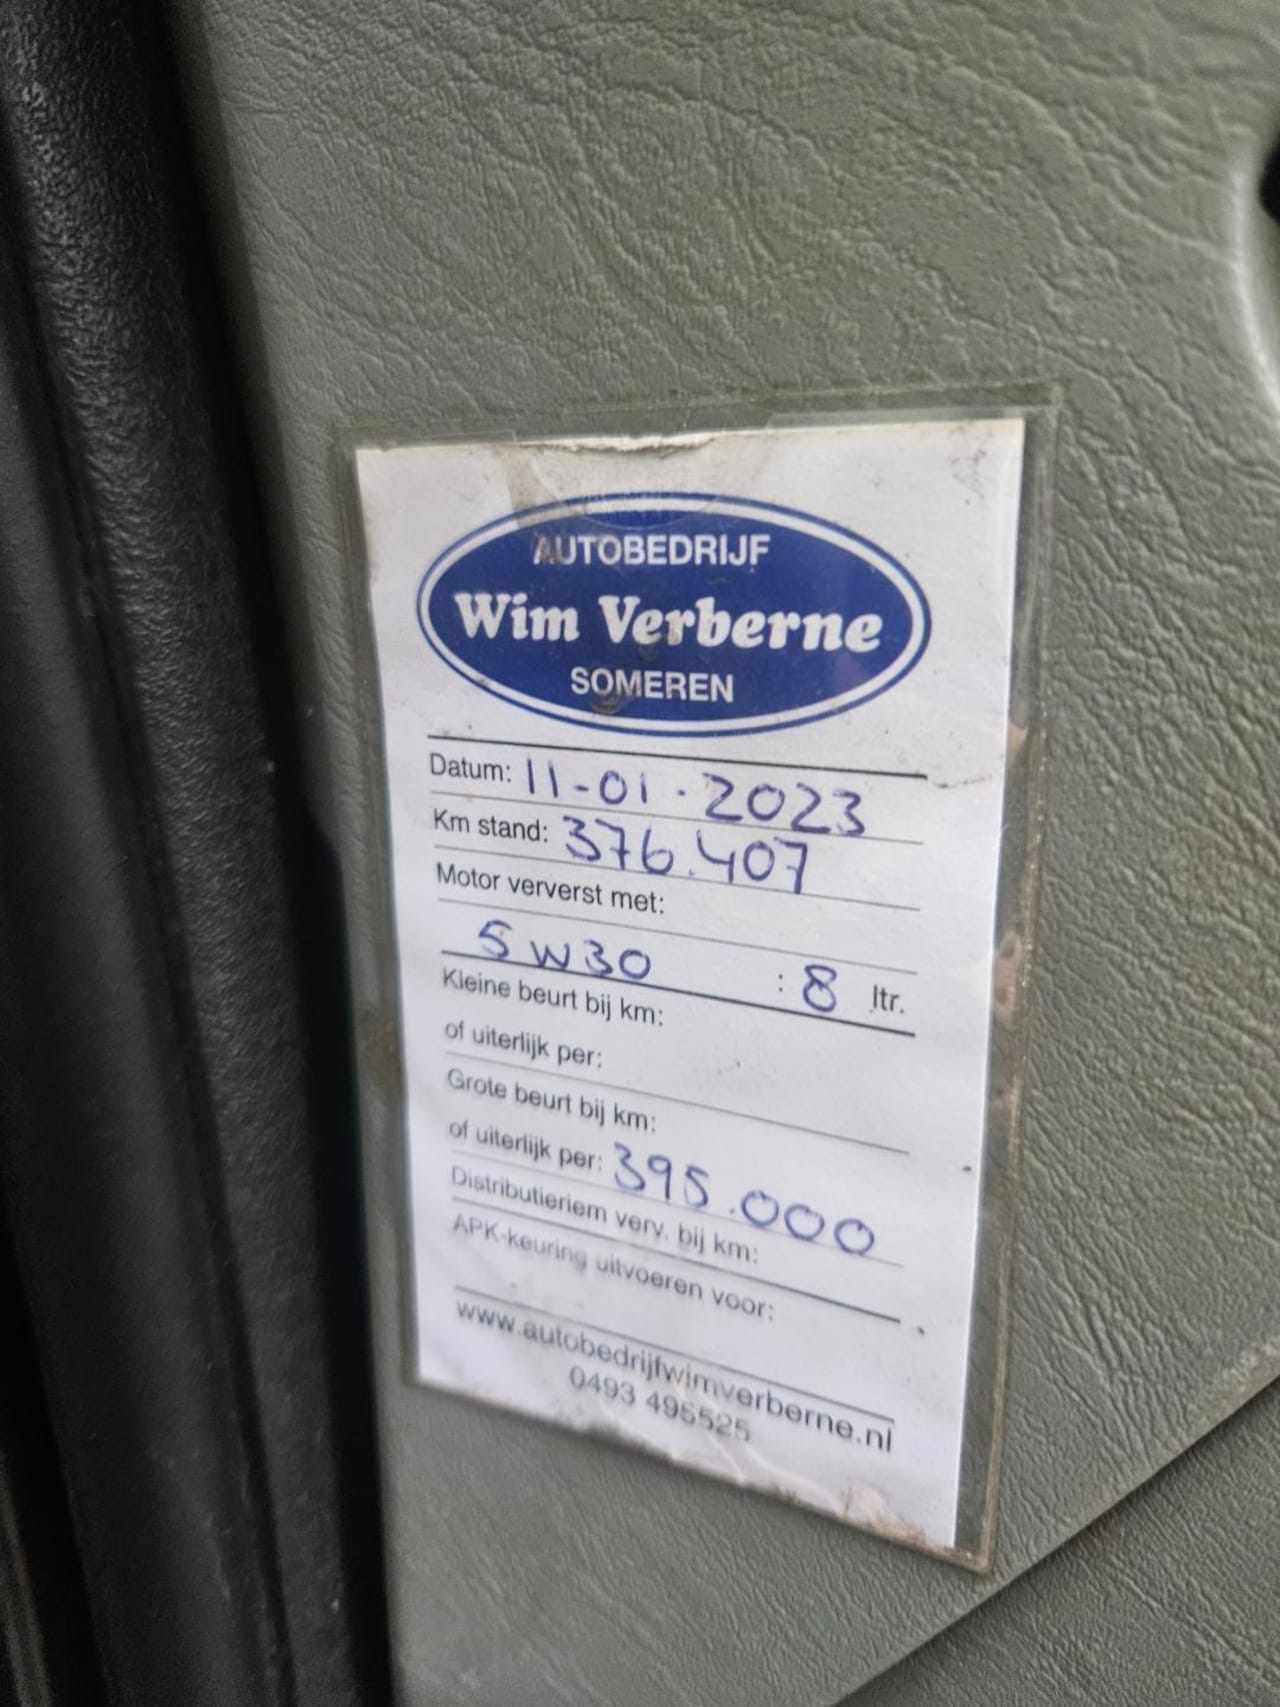 AUTOBEDRIJF
Wim Verberne
SOMEREN
Datum: 11-01-2023
Km stand: 376.407
Motor ververst met:
5W30 : 8 ltr.
Kleine beurt bij km:
of uiterlijk per:
Grote beurt bij km:
of uiterlijk per: 395.000
Distributieriem verv. bij km:
APK-keuring uitvoeren voor:
www.autobedrijfwimverberne.nl
0493 495525